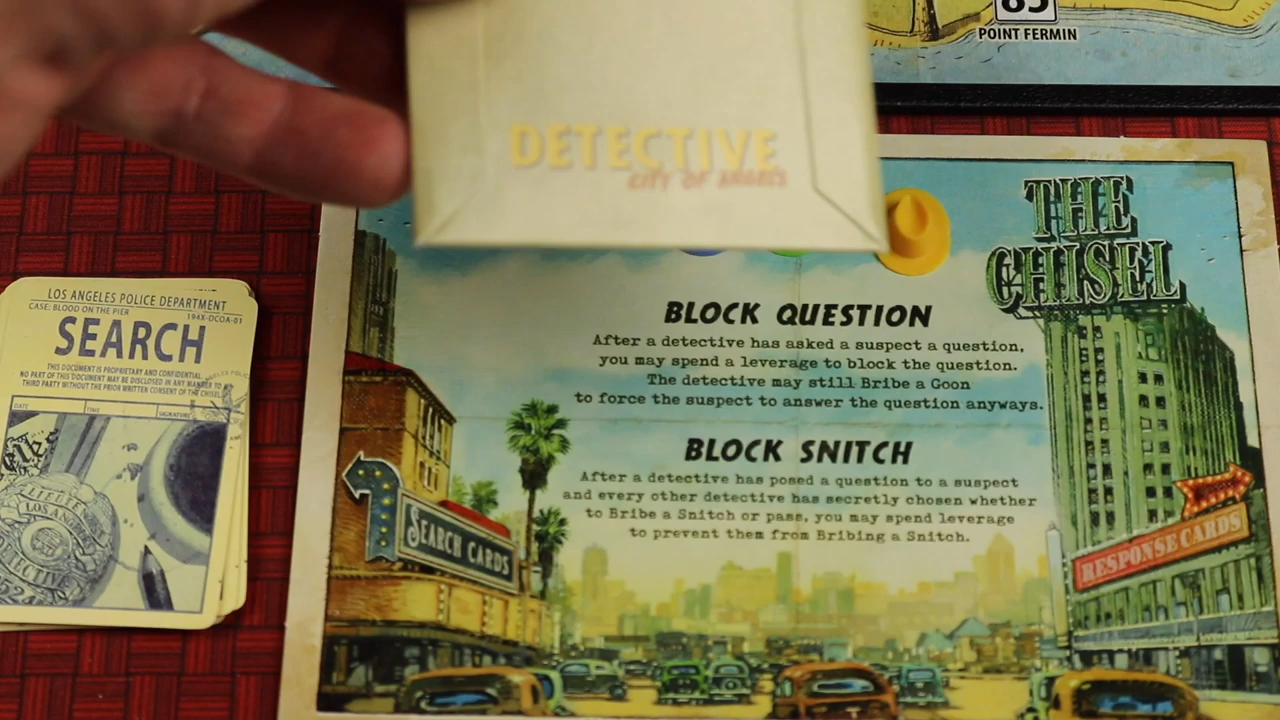 85
POINT FERMIN
DETECTIVE
CITY OF ANGELS
THE
CHISEL
LOS ANGELES POLICE DEPARTMENT
CASE: BLOOD ON THE PIER
194X-DCOA-01
SEARCH
THIS DOCUMENT IS PROPRIETARY AND CONFIDENTIAL.
NO PART OF THIS DOCUMENT MAY BE DISCLOSED IN ANY MANNER TO
THIRD PARTY WITHOUT THE PRIOR WRITTEN CONSENT OF THE CHISEL
DATE TIME SIGNATURE
LIEUTENANT
LOS ANGELES
BLOCK QUESTION
After a detective has asked a suspect a question,
you may spend a leverage to block the question.
The detective may still Bribe a Goon
to force the suspect to answer the question anyways.
BLOCK SNITCH
After a detective has posed a question to a suspect
and every other detective has secretly chosen whether
to Bribe a Snitch or pass, you may spend leverage
to prevent them from Bribing a Snitch.
SEARCH CARDS
RESPONSE CARDS